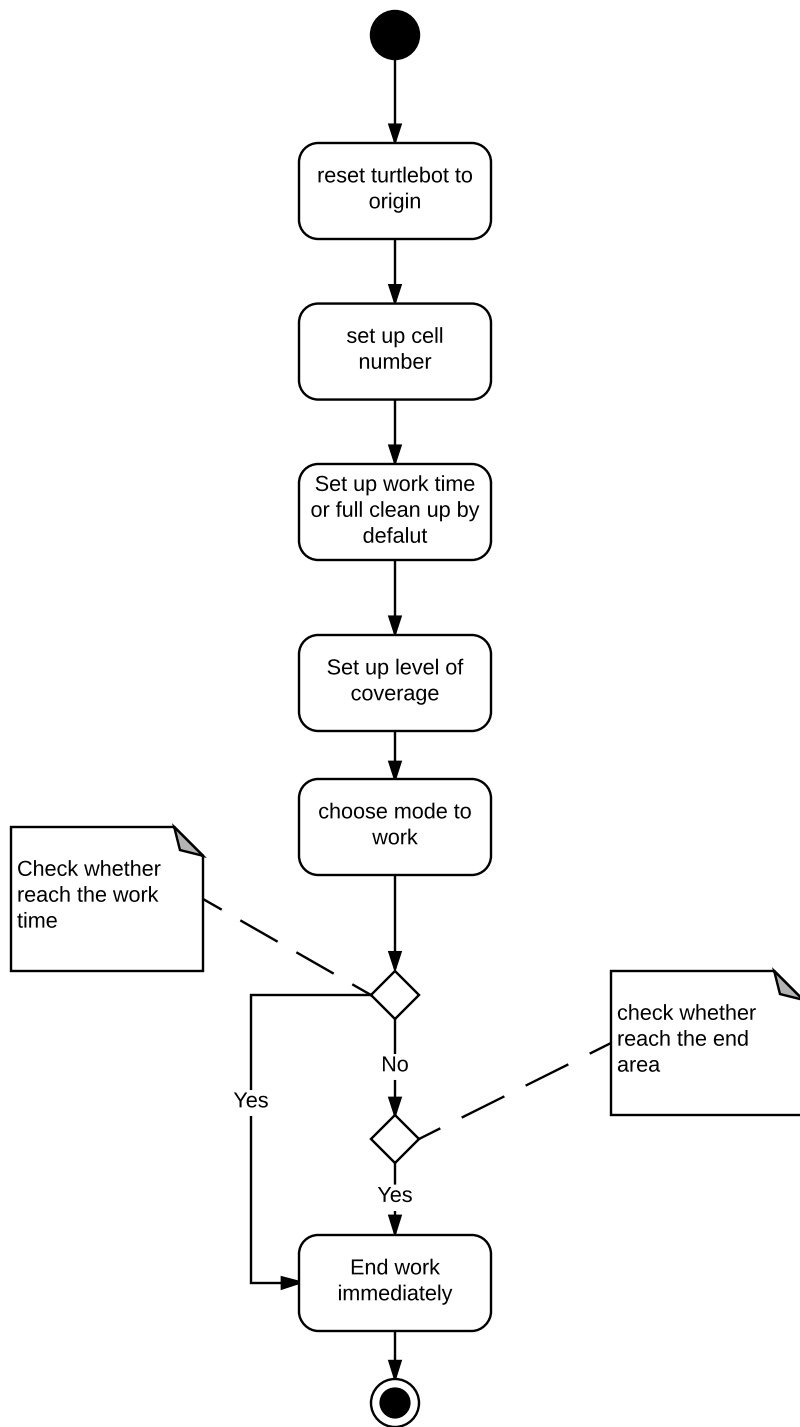 reset turtlebot to
origin
set up cell
number
Set up work time
or full clean up by
defalut
Set up level of
coverage
choose mode to
work
Check whether
reach the work
time
check whether
reach the end
area
No
Yes
Yes
End work
immediately